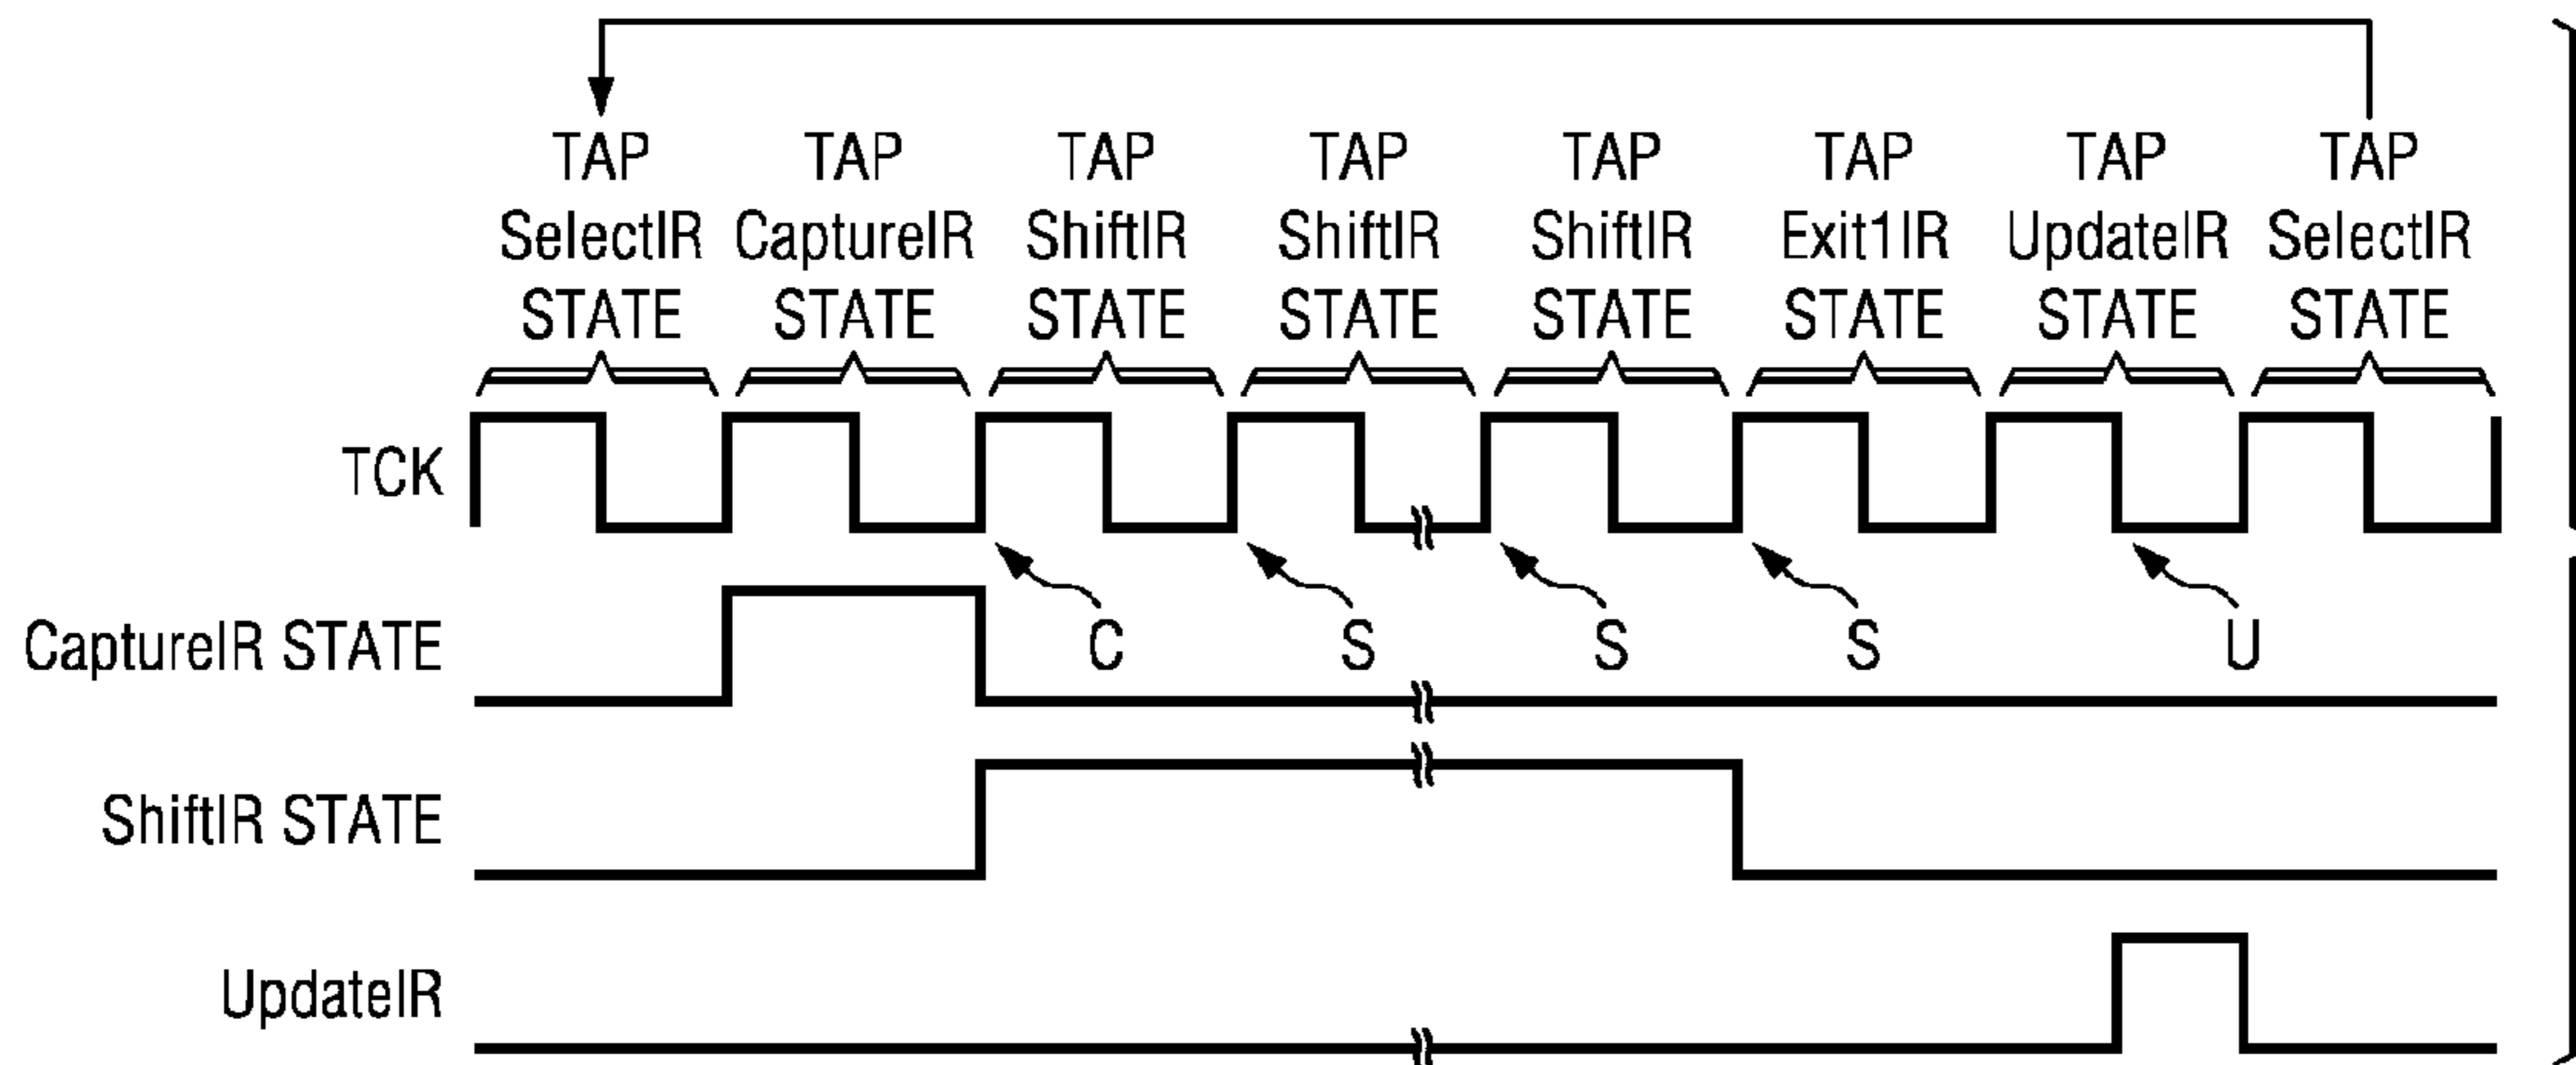 TAP TAP TAP TAP TAP TAP TAP TAP
SelectIR CaptureIR ShiftIR ShiftIR ShiftIR Exit1IR UpdateIR SelectIR
STATE STATE STATE STATE STATE STATE STATE STATE
TCK
CaptureIR STATE C S S S U
ShiftIR STATE
UpdateIR